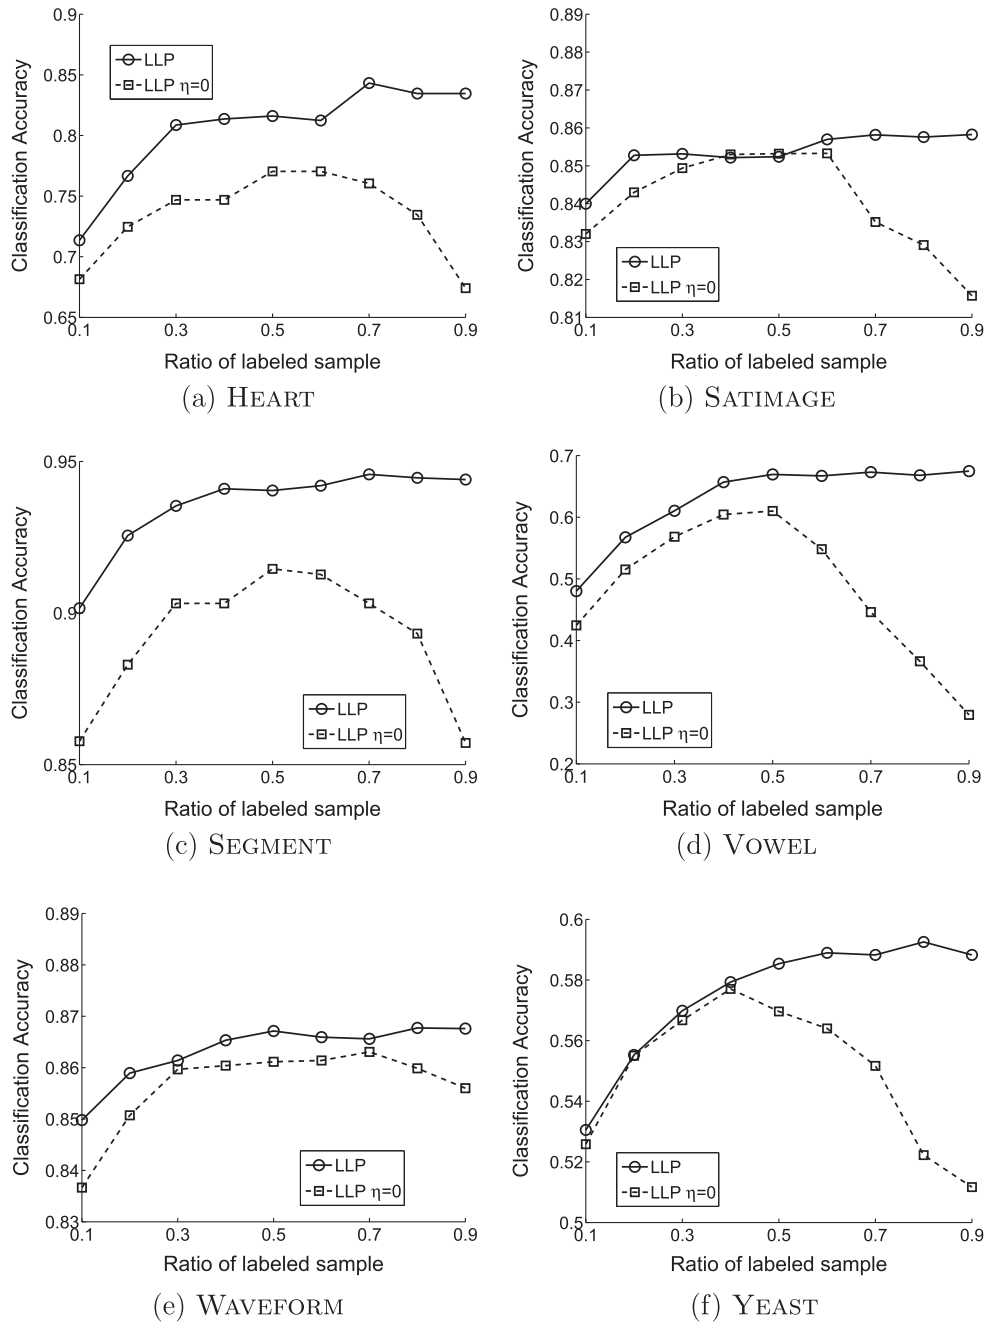 0.9
0.85
0.8
0.75
0.7
0.65
0.1 0.3 0.5 0.7 0.9
Classification Accuracy
Ratio of labeled sample
LLP
LLP η=0
(a) HEART
0.89
0.88
0.87
0.86
0.85
0.84
0.83
0.82
0.81
0.1 0.3 0.5 0.7 0.9
Classification Accuracy
Ratio of labeled sample
LLP
LLP η=0
(b) SATIMAGE
0.95
0.9
0.85
0.1 0.3 0.5 0.7 0.9
Classification Accuracy
Ratio of labeled sample
LLP
LLP η=0
(c) SEGMENT
0.7
0.6
0.5
0.4
0.3
0.2
0.1 0.3 0.5 0.7 0.9
Classification Accuracy
Ratio of labeled sample
LLP
LLP η=0
(d) VOWEL
0.89
0.88
0.87
0.86
0.85
0.84
0.83
0.1 0.3 0.5 0.7 0.9
Classification Accuracy
Ratio of labeled sample
LLP
LLP η=0
(e) WAVEFORM
0.6
0.58
0.56
0.54
0.52
0.5
0.1 0.3 0.5 0.7 0.9
Classification Accuracy
Ratio of labeled sample
LLP
LLP η=0
(f) YEAST